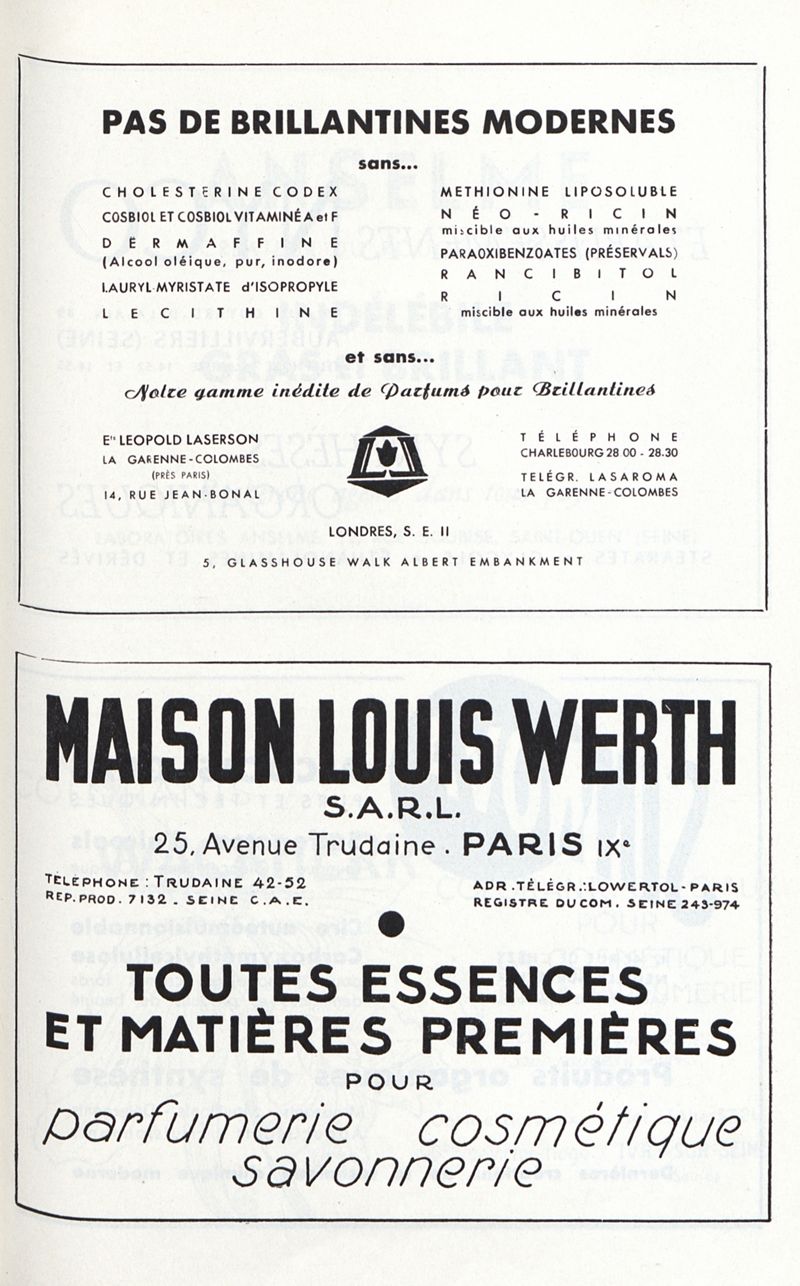 PAS DE BRILLANTINES MODERNES
sans...
CHOLESTERINE CODEX
COSBIOL ET COSBIOL VITAMINÉ A et F
DERMAFFINE
(Alcool oléique, pur, inodore)
LAURYL-MYRISTATE d'ISOPROPYLE
LECITHINE
METHIONINE LIPOSOLUBLE
NÉO-RICIN
miscible aux huiles minérales
PARAOXIBENZOATES (PRÉSERVALS)
RANCIBITOL
RICIN
miscible aux huiles minérales
et sans...
Notre gamme inédite de Parfums pour Brillantines
Ets LEOPOLD LASERSON
LA GARENNE-COLOMBES
(PRÈS PARIS)
14, RUE JEAN-BONAL
TÉLÉPHONE
CHARLEBOURG 28 00 - 28.30
TELÉGR. LASAROMA
LA GARENNE-COLOMBES
LONDRES, S. E. II
5, GLASSHOUSE WALK ALBERT EMBANKMENT
MAISON LOUIS WERTH
S.A.R.L.
25, Avenue Trudaine. PARIS IXe
TÉLÉPHONE : TRUDAINE 42-52
REP. PROD. 7132 . SEINE C.A.E.
ADR. TÉLÉGR.: LOWERTOL-PARIS
REGISTRE DU COM. SEINE 243-974
TOUTES ESSENCES
ET MATIÈRES PREMIÈRES
POUR
parfumerie cosmétique
savonnerie